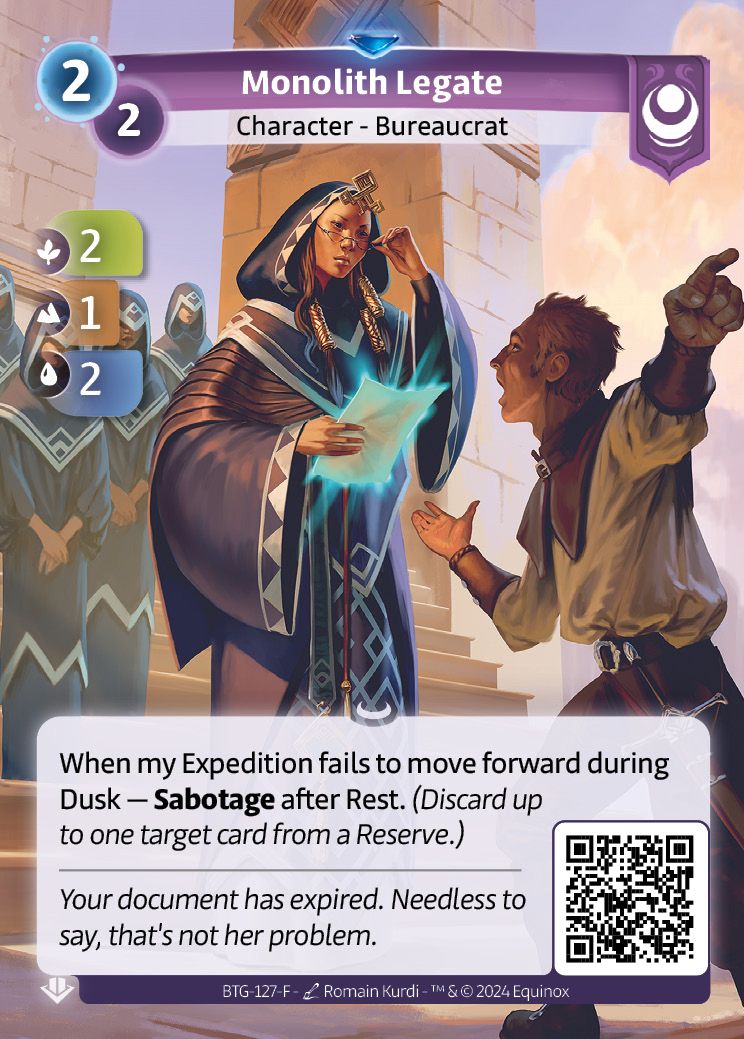 2
2
Monolith Legate
Character - Bureaucrat
2
1
2
When my Expedition fails to move forward during
Dusk — Sabotage after Rest. (Discard up
to one target card from a Reserve.)
Your document has expired. Needless to
say, that's not her problem.
BTG-127-F - Romain Kurdi - ™ & © 2024 Equinox